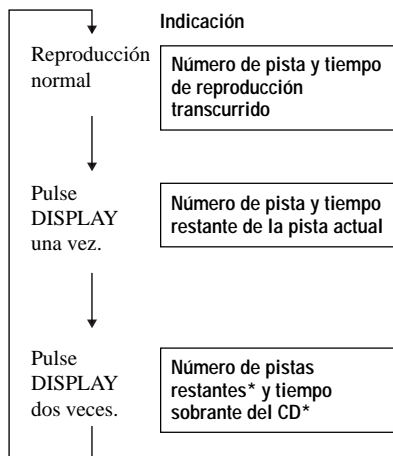 Indicación
Reproducción
normal
Número de pista y tiempo
de reproducción
transcurrido
Pulse
DISPLAY
una vez.
Número de pista y tiempo
restante de la pista actual
Pulse
DISPLAY
dos veces.
Número de pistas
restantes* y tiempo
sobrante del CD*